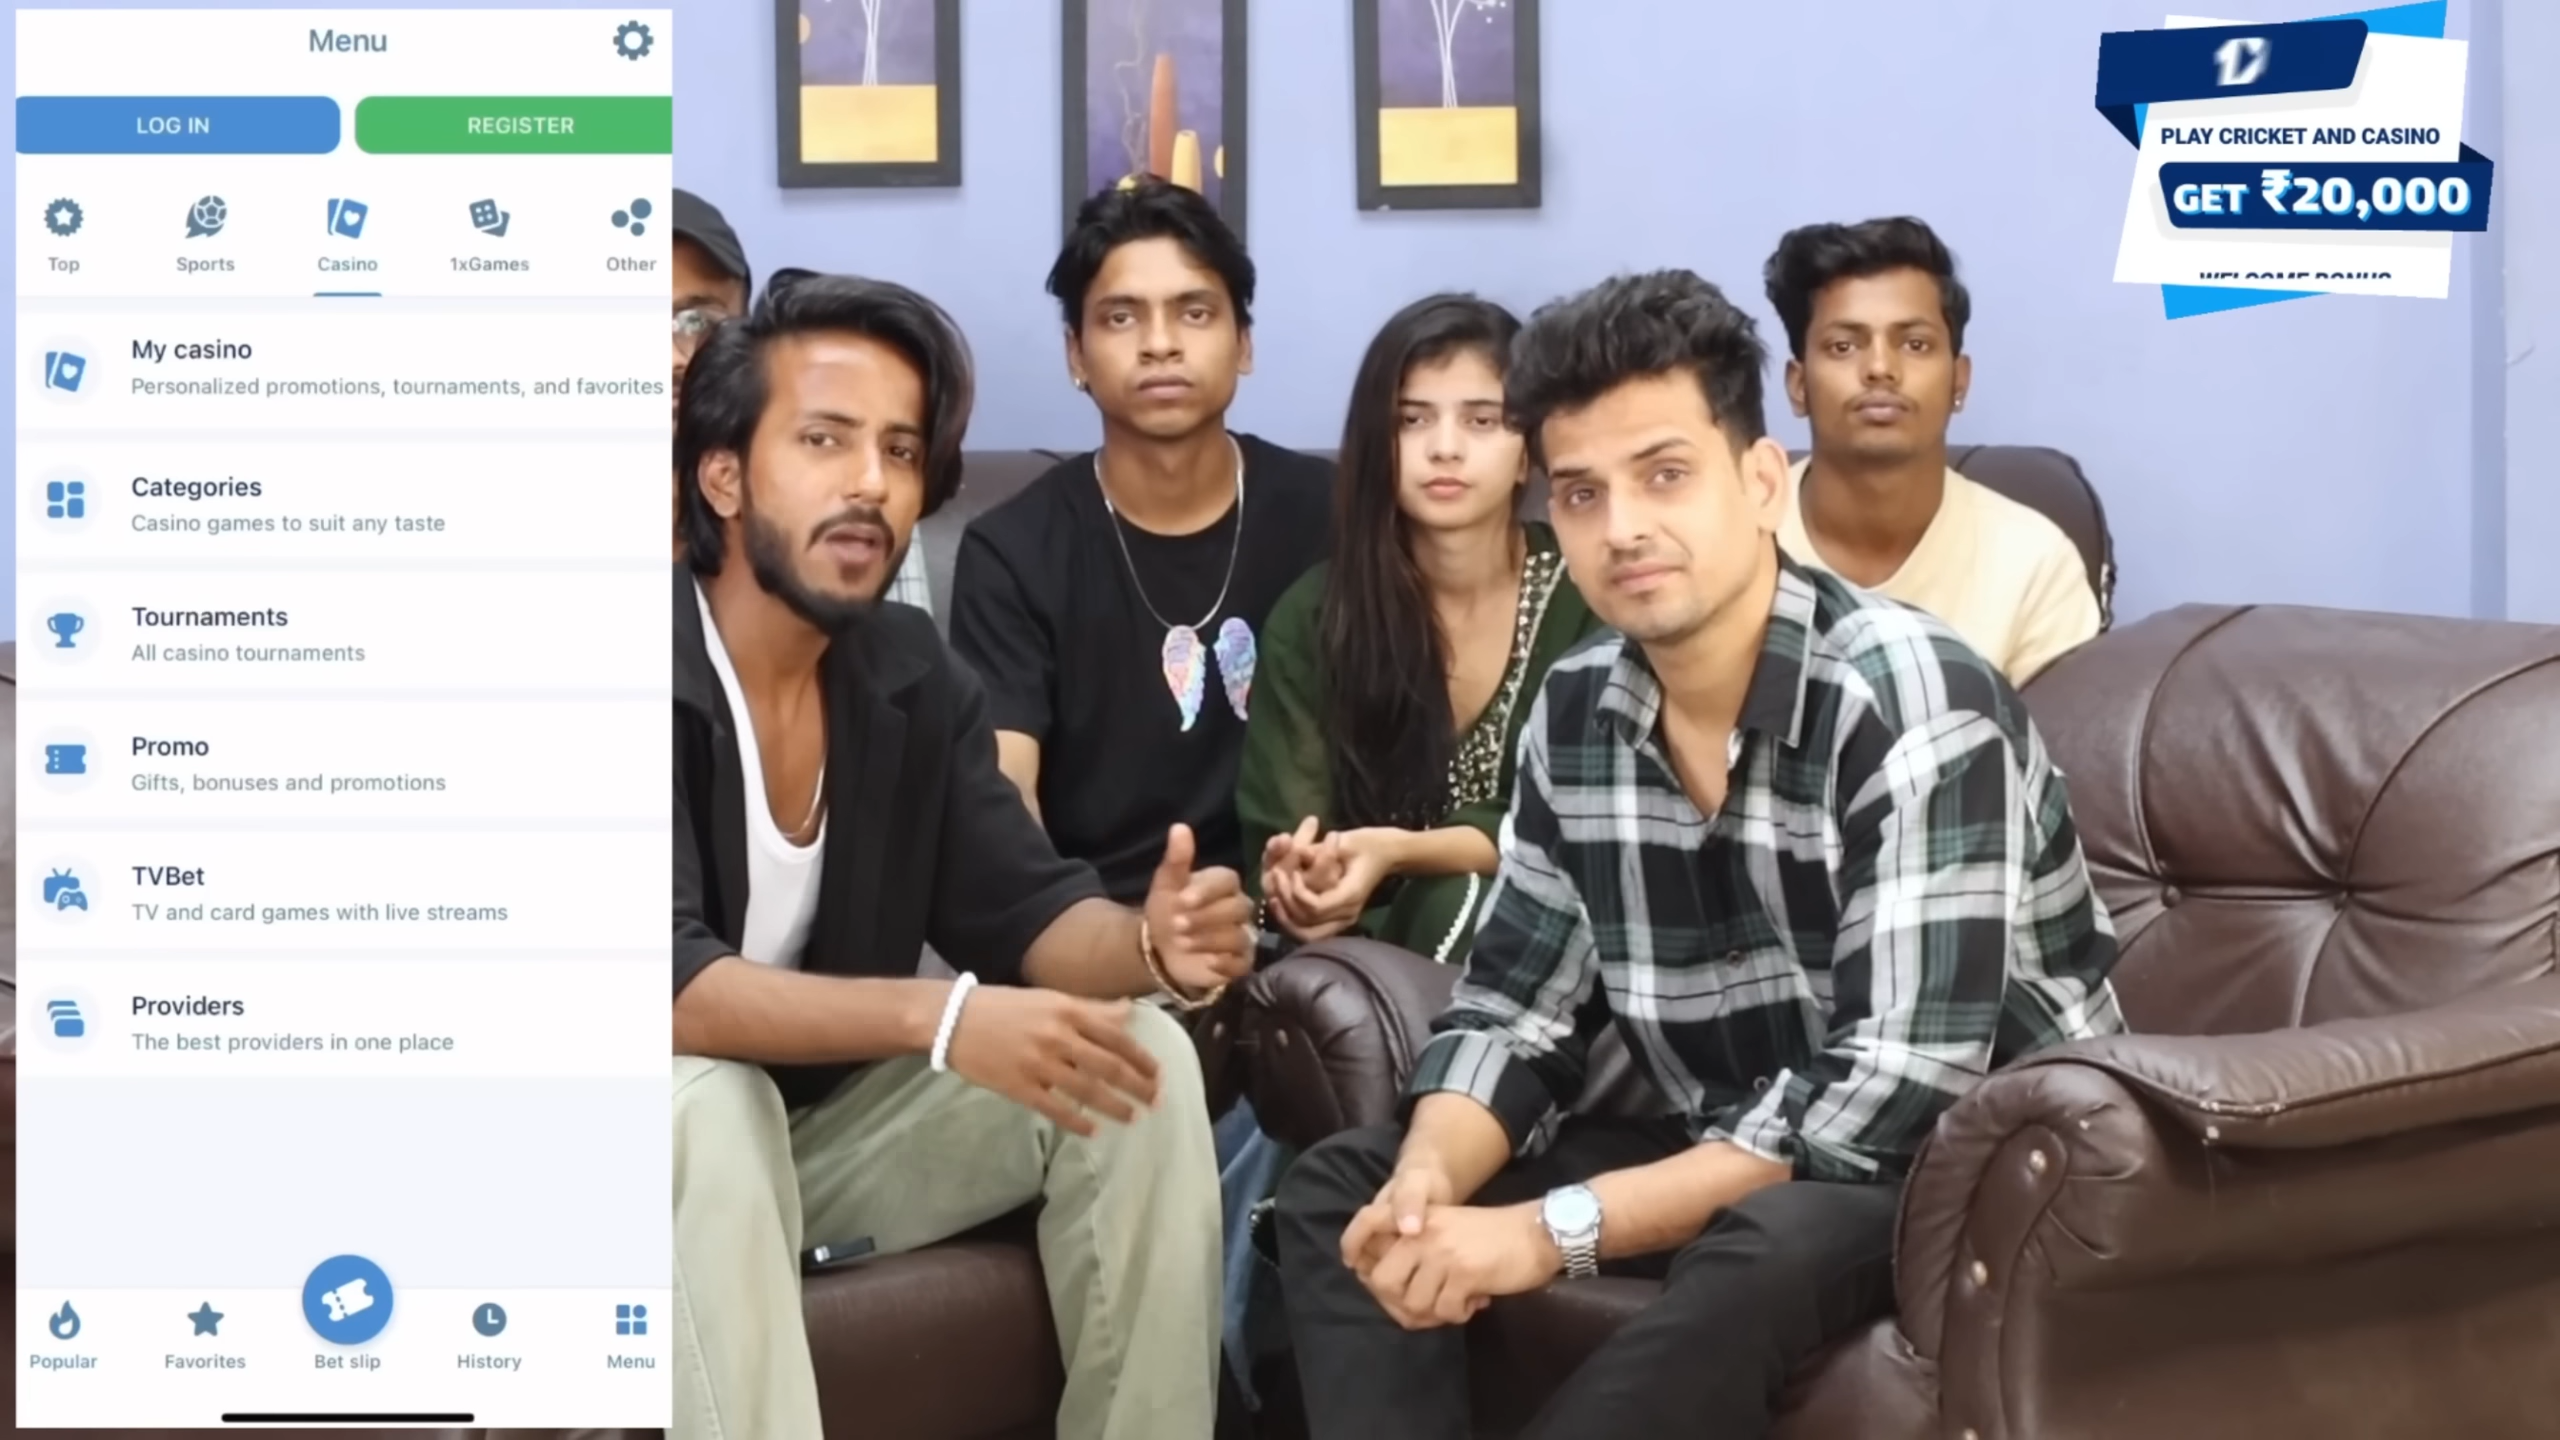 Menu
LOG IN
REGISTER
Top
Sports
Casino
1xGames
Other
My casino
Personalized promotions, tournaments, and favorites
Categories
Casino games to suit any taste
Tournaments
All casino tournaments
Promo
Gifts, bonuses and promotions
TVBet
TV and card games with live streams
Providers
The best providers in one place
Popular
Favorites
Bet slip
History
Menu
PLAY CRICKET AND CASINO
GET ₹20,000
WELCOME BONUS